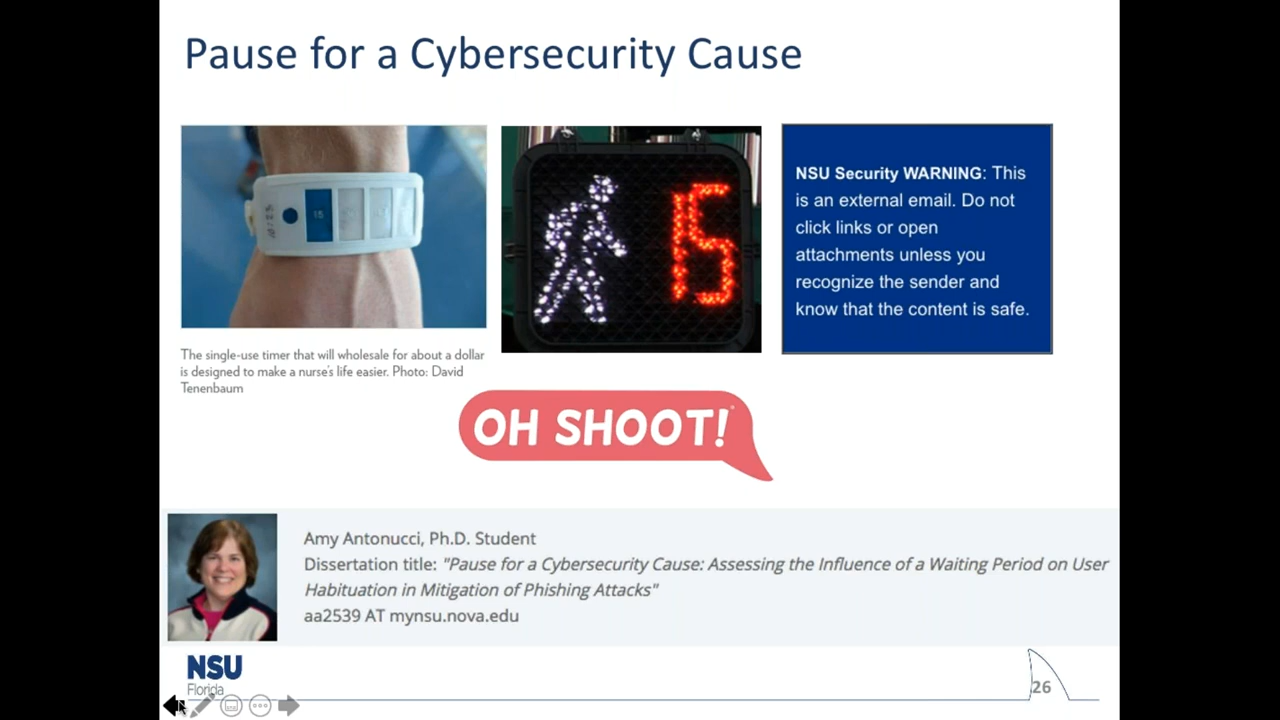 Pause for a Cybersecurity Cause
15
15
NSU Security WARNING: This
is an external email. Do not
click links or open
attachments unless you
recognize the sender and
know that the content is safe.
The single-use timer that will wholesale for about a dollar
is designed to make a nurse's life easier. Photo: David
Tenenbaum
OH SHOOT!
Amy Antonucci, Ph.D. Student
Dissertation title: "Pause for a Cybersecurity Cause: Assessing the Influence of a Waiting Period on User
Habituation in Mitigation of Phishing Attacks"
aa2539 AT mynsu.nova.edu
NSU
Florida
26